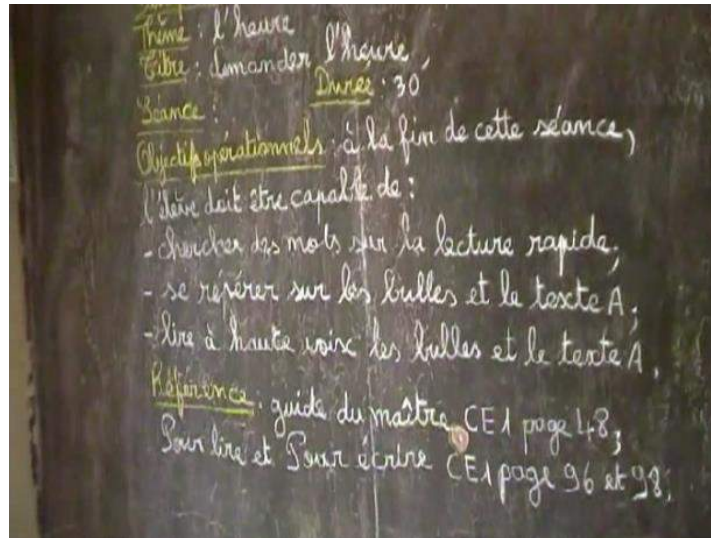 Thème : l'heure
Titre : demander l'heure,
Durée : 30
Séance :
Objectifs opérationnels : à la fin de cette séance,
l'élève doit être capable de :
- chercher des mots sur la lecture rapide;
- se répérer sur les bulles et le texte A;
- lire à haute voix les bulles et le texte A.
Référence : guide du maître CE1 page 48;
Pour lire et Pour écrire CE1 page 96 et 98;